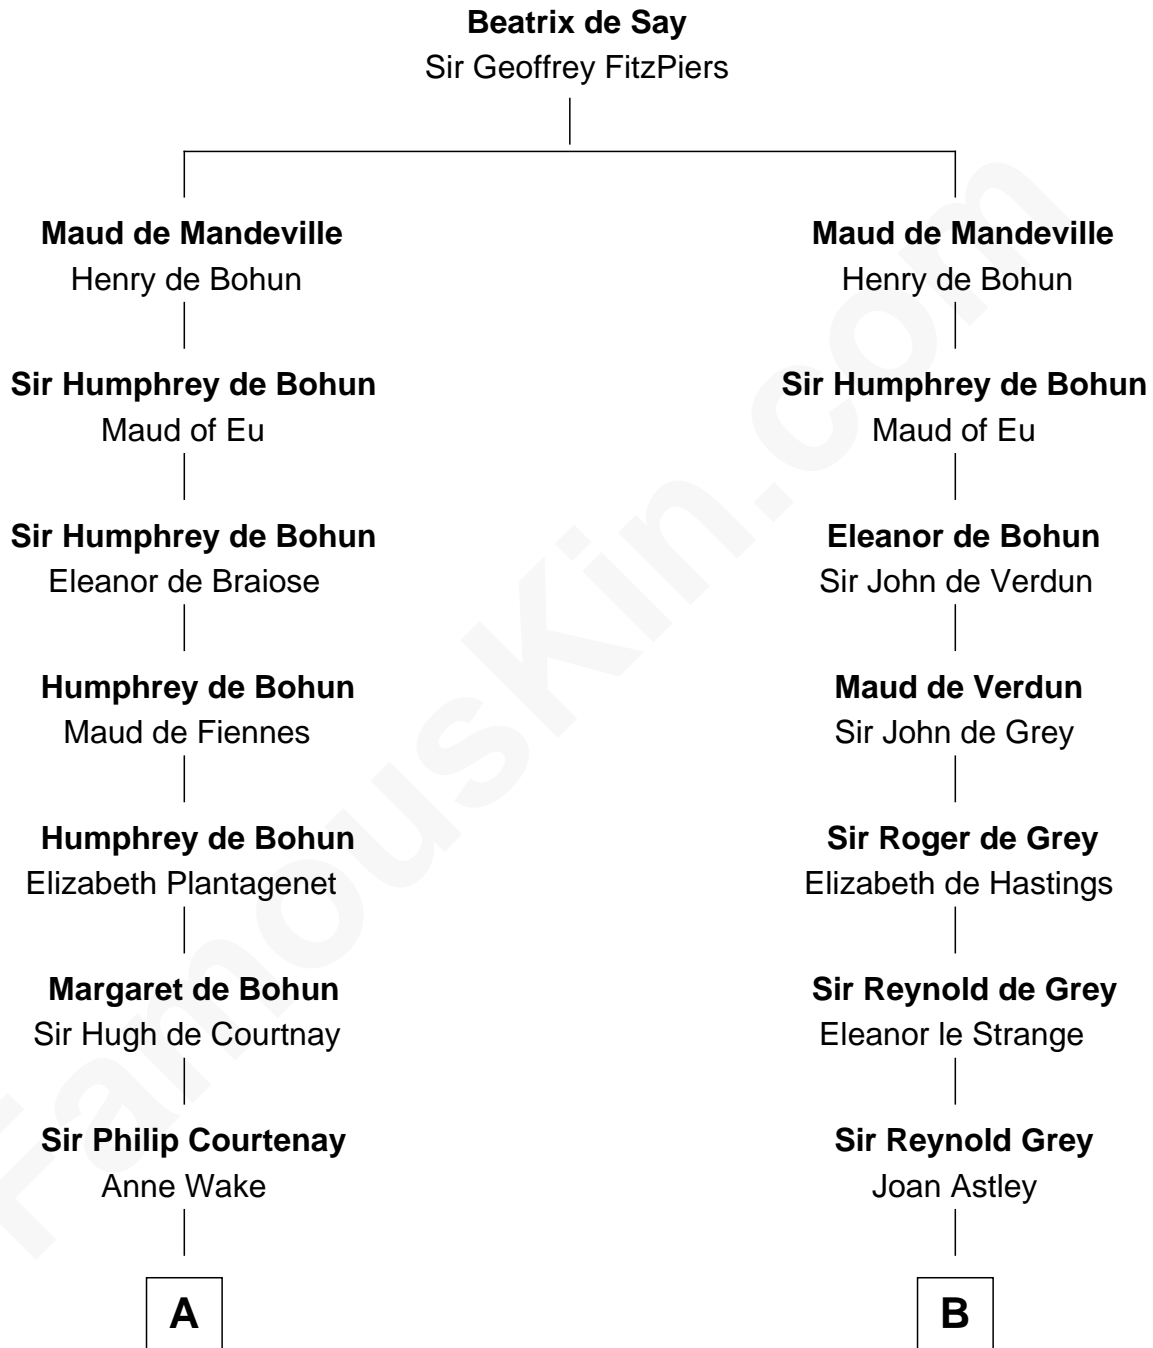 Beatrix de Say
Sir Geoffrey FitzPiers
Maud de Mandeville
Henry de Bohun
Sir Humphrey de Bohun
Maud of Eu
Sir Humphrey de Bohun
Eleanor de Braiose
Humphrey de Bohun
Maud de Fiennes
Humphrey de Bohun
Elizabeth Plantagenet
Margaret de Bohun
Sir Hugh de Courtnay
Sir Philip Courtenay
Anne Wake
A
Maud de Mandeville
Henry de Bohun
Sir Humphrey de Bohun
Maud of Eu
Eleanor de Bohun
Sir John de Verdun
Maud de Verdun
Sir John de Grey
Sir Roger de Grey
Elizabeth de Hastings
Sir Reynold de Grey
Eleanor le Strange
Sir Reynold Grey
Joan Astley
B
FamousKin.com